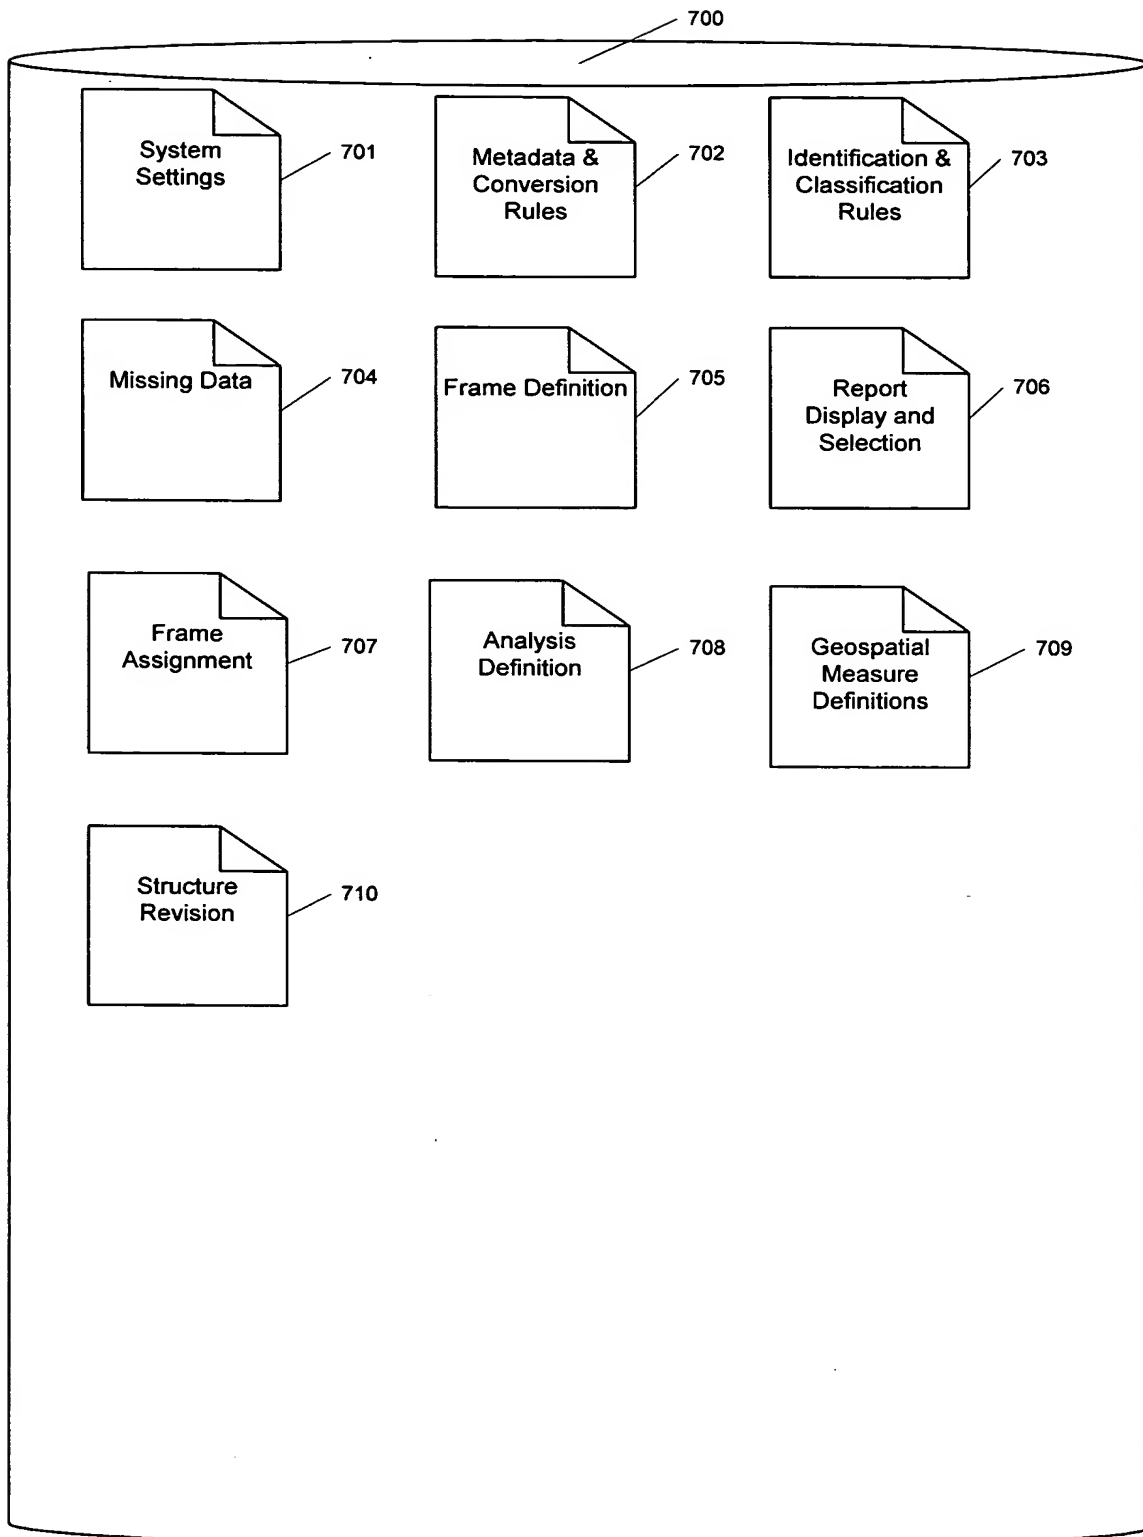 700
System
Settings
701
Metadata &
Conversion
Rules
702
Identification &
Classification
Rules
703
Missing Data
704
Frame Definition
705
Report
Display and
Selection
706
Frame
Assignment
707
Analysis
Definition
708
Geospatial
Measure
Definitions
709
Structure
Revision
710